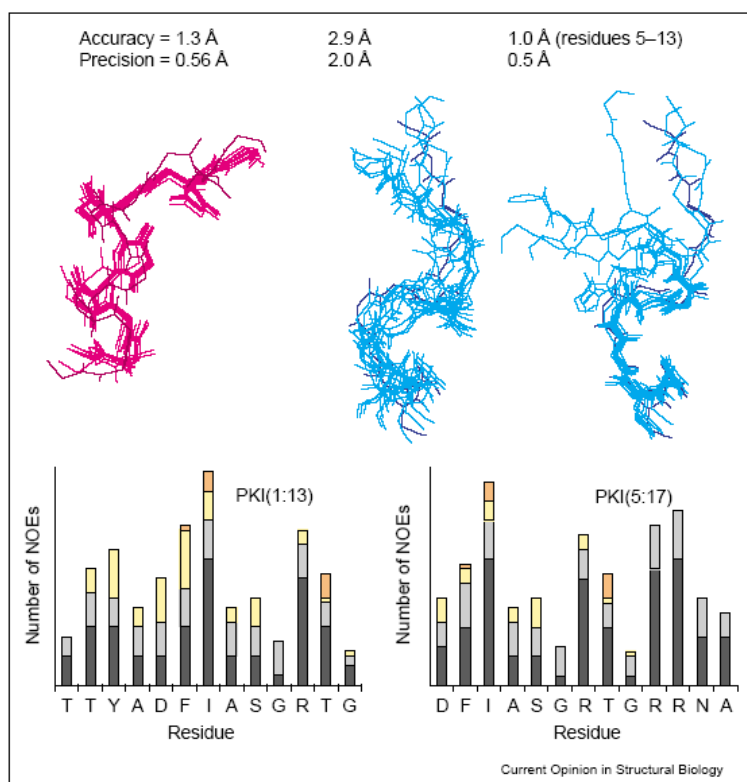 Accuracy = 1.3 Å 2.9 Å 1.0 Å (residues 5–13)
Precision = 0.56 Å 2.0 Å 0.5 Å
PKI(1:13) PKI(5:17)
Number of NOEs Number of NOEs
T T Y A D F I A S G R T G D F I A S G R T G R R N A
Residue Residue
Current Opinion in Structural Biology